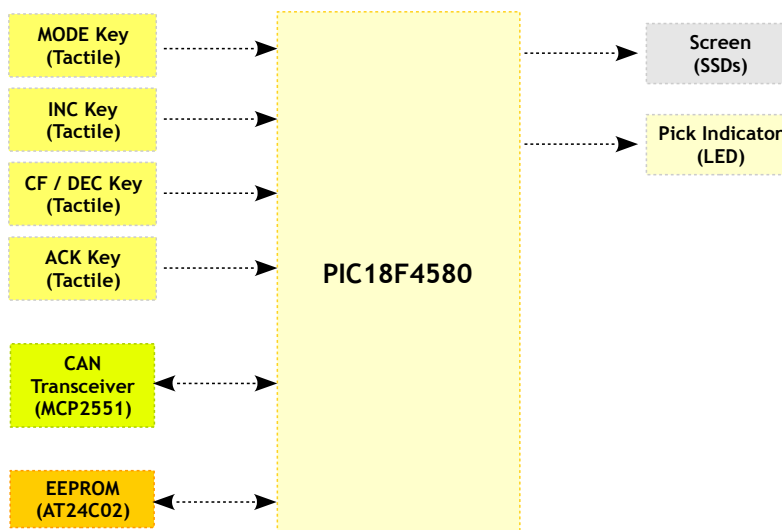 MODE Key
(Tactile)
INC Key
(Tactile)
CF / DEC Key
(Tactile)
ACK Key
(Tactile)
CAN
Transceiver
(MCP2551)
EEPROM
(AT24C02)
PIC18F4580
Screen
(SSDs)
Pick Indicator
(LED)